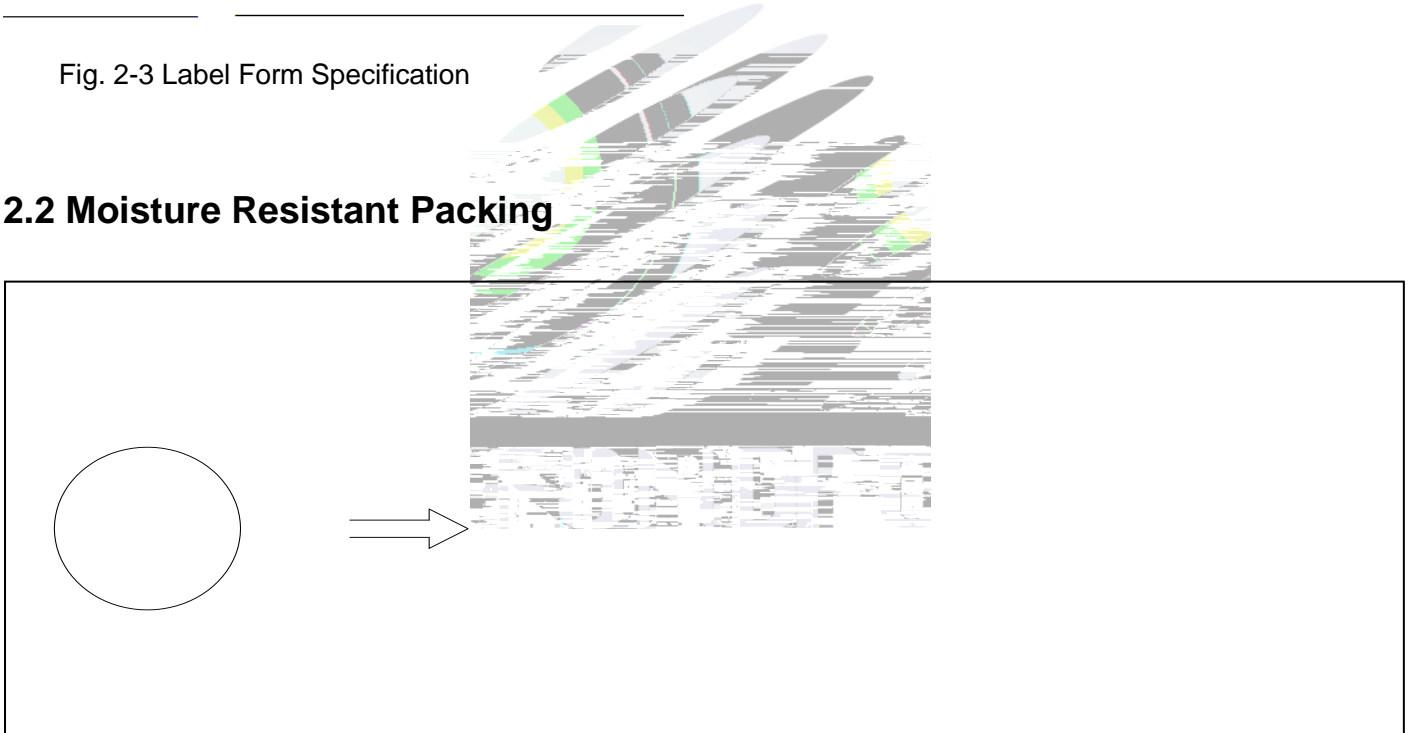 Fig. 2-3 Label Form Specification
2.2 Moisture Resistant Packing